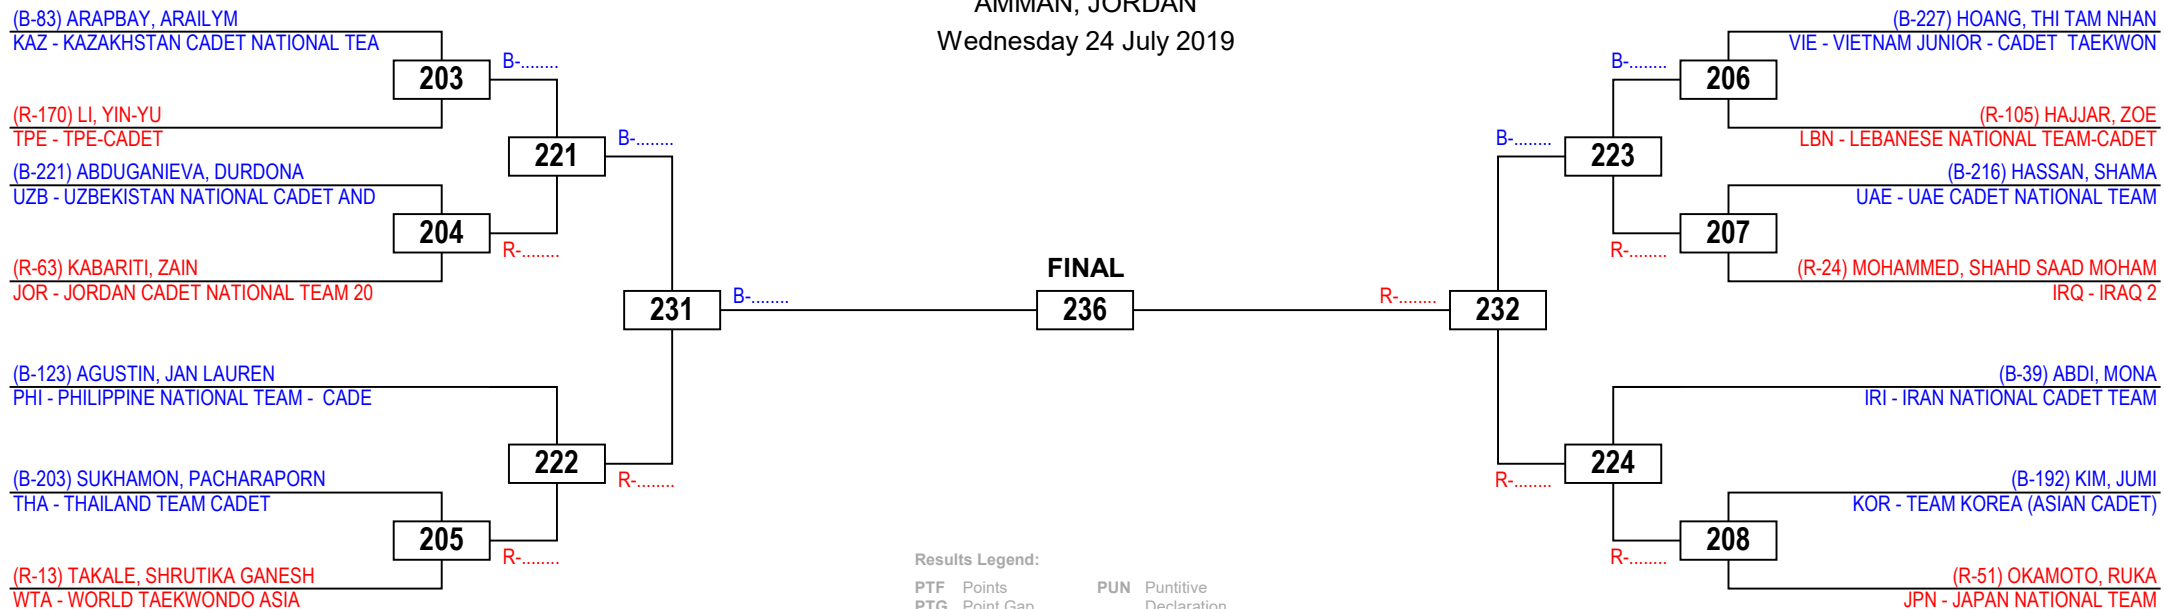 AMMAN, JORDAN
Wednesday 24 July 2019
(B-83) ARAPBAY, ARAILYM
KAZ - KAZAKHSTAN CADET NATIONAL TEA
203
B-........
(R-170) LI, YIN-YU
TPE - TPE-CADET
221
B-........
(B-221) ABDUGANIEVA, DURDONA
UZB - UZBEKISTAN NATIONAL CADET AND
204
R-........
(R-63) KABARITI, ZAIN
JOR - JORDAN CADET NATIONAL TEAM 20
231
B-........
(B-123) AGUSTIN, JAN LAUREN
PHI - PHILIPPINE NATIONAL TEAM - CADE
222
R-........
(B-203) SUKHAMON, PACHARAPORN
THA - THAILAND TEAM CADET
205
R-........
(R-13) TAKALE, SHRUTIKA GANESH
WTA - WORLD TAEKWONDO ASIA
FINAL
236
(B-227) HOANG, THI TAM NHAN
VIE - VIETNAM JUNIOR - CADET TAEKWON
B-........
206
(R-105) HAJJAR, ZOE
LBN - LEBANESE NATIONAL TEAM-CADET
B-........
223
(B-216) HASSAN, SHAMA
UAE - UAE CADET NATIONAL TEAM
R-........
207
(R-24) MOHAMMED, SHAHD SAAD MOHAM
IRQ - IRAQ 2
R-........
232
(B-39) ABDI, MONA
IRI - IRAN NATIONAL CADET TEAM
R-........
224
(B-192) KIM, JUMI
KOR - TEAM KOREA (ASIAN CADET)
R-........
208
(R-51) OKAMOTO, RUKA
JPN - JAPAN NATIONAL TEAM
Results Legend:
PTF Points PUN Puntitive
PTG Point Gap Declaration